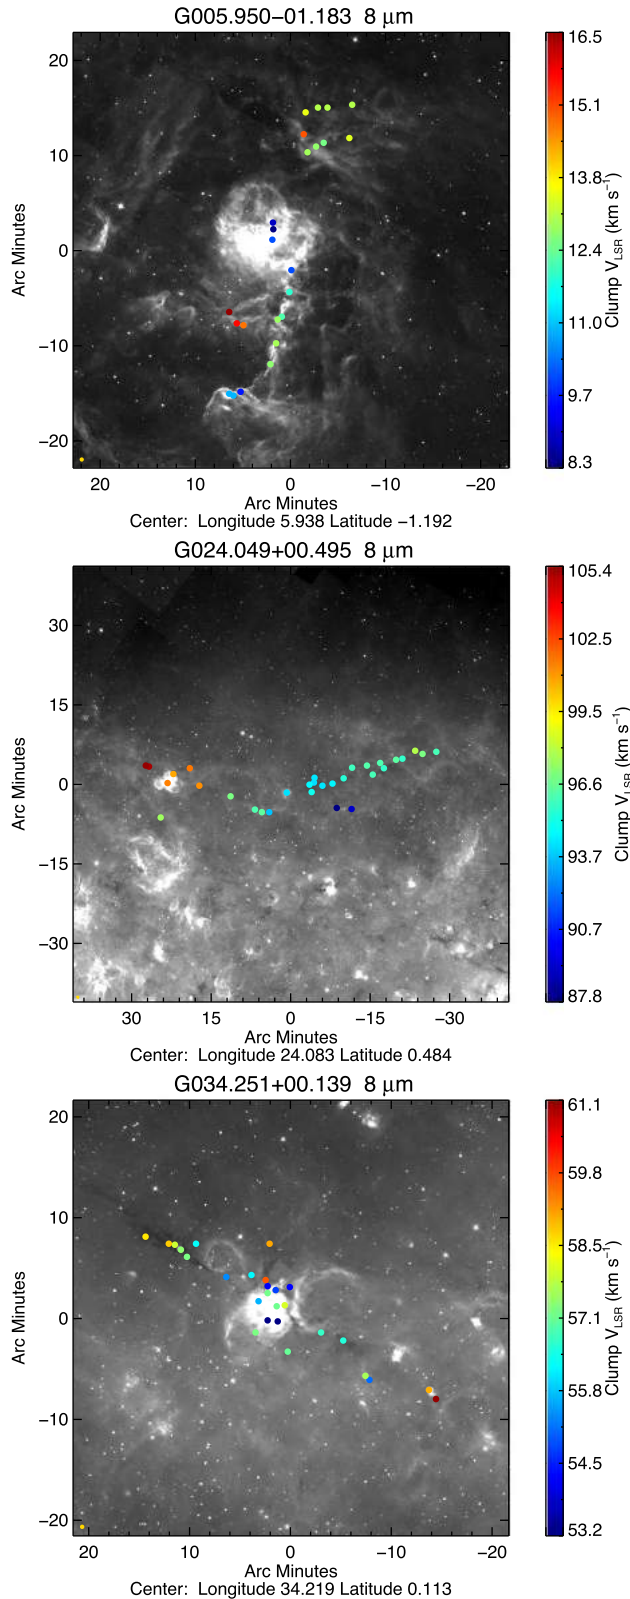 G005.950−01.183 8 μm
20
10
0
−10
−20
Arc Minutes
20 10 0 −10 −20
Arc Minutes
Center: Longitude 5.938 Latitude −1.192
16.5
15.1
13.8
12.4
11.0
9.7
8.3
Clump VLSR (km s−1)
G024.049+00.495 8 μm
30
15
0
−15
−30
Arc Minutes
30 15 0 −15 −30
Arc Minutes
Center: Longitude 24.083 Latitude 0.484
105.4
102.5
99.5
96.6
93.7
90.7
87.8
Clump VLSR (km s−1)
G034.251+00.139 8 μm
20
10
0
−10
−20
Arc Minutes
20 10 0 −10 −20
Arc Minutes
Center: Longitude 34.219 Latitude 0.113
61.1
59.8
58.5
57.1
55.8
54.5
53.2
Clump VLSR (km s−1)